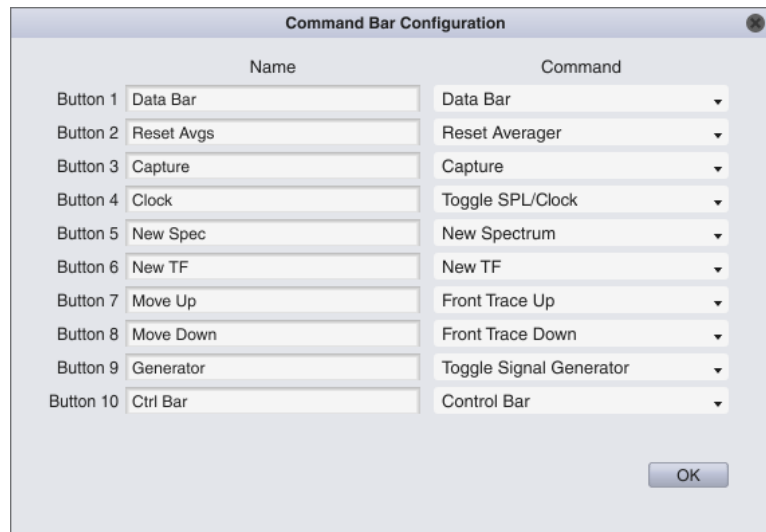 Command Bar Configuration
Name Command
Button 1 Data Bar Data Bar
Button 2 Reset Avgs Reset Averager
Button 3 Capture Capture
Button 4 Clock Toggle SPL/Clock
Button 5 New Spec New Spectrum
Button 6 New TF New TF
Button 7 Move Up Front Trace Up
Button 8 Move Down Front Trace Down
Button 9 Generator Toggle Signal Generator
Button 10 Ctrl Bar Control Bar
OK